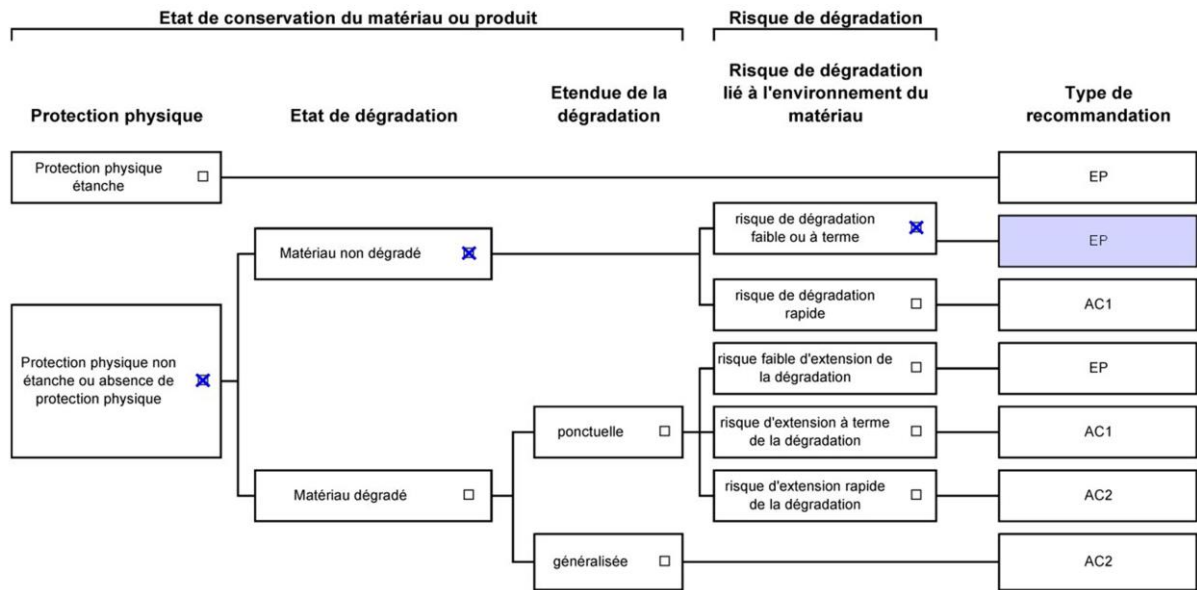 Etat de conservation du matériau ou produit
Risque de dégradation
Protection physique
Etat de dégradation
Etendue de la
dégradation
Risque de dégradation
lié à l'environnement du
matériau
Type de
recommandation
Protection physique
étanche
EP
Protection physique non
étanche ou absence de
protection physique
Matériau non dégradé
risque de dégradation
faible ou à terme
EP
risque de dégradation
rapide
AC1
Matériau dégradé
ponctuelle
risque faible d'extension de
la dégradation
EP
risque d'extension à terme
de la dégradation
AC1
risque d'extension rapide
de la dégradation
AC2
généralisée
AC2